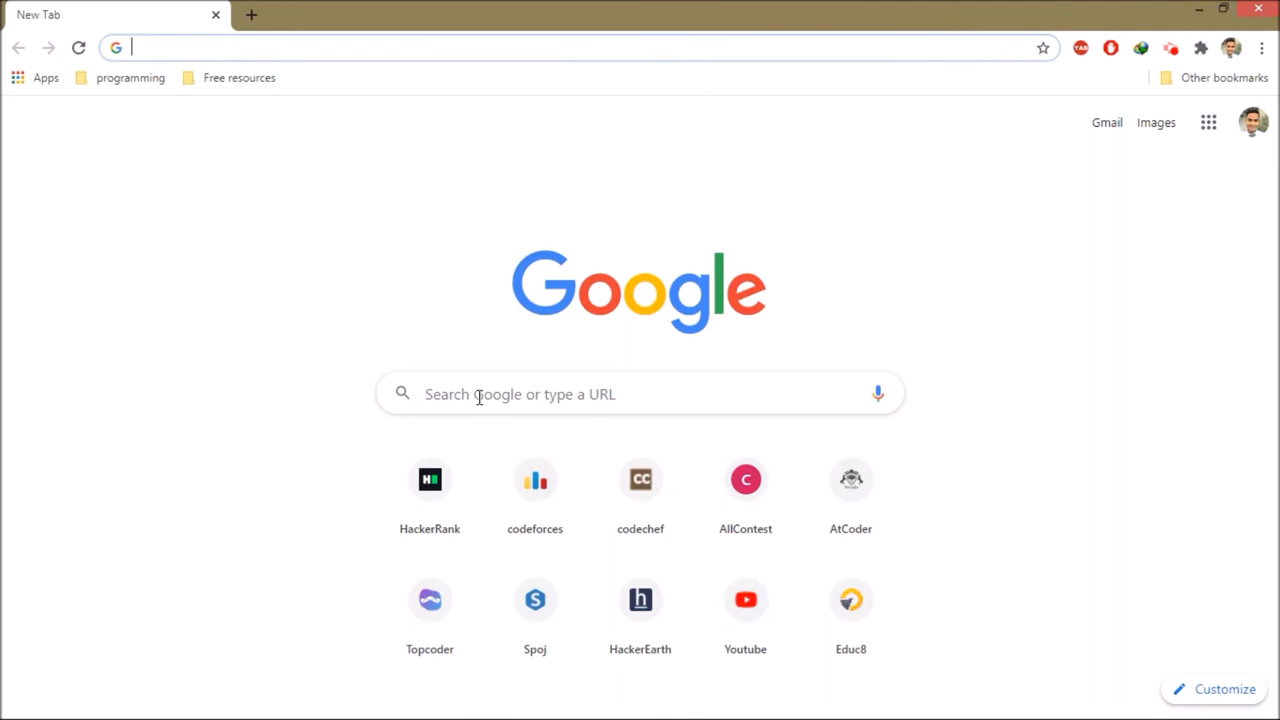 New Tab
Apps programming Free resources Other bookmarks
Gmail Images
Google
Search Google or type a URL
HackerRank codeforces codechef AllContest AtCoder
Topcoder Spoj HackerEarth Youtube Educ8
Customize